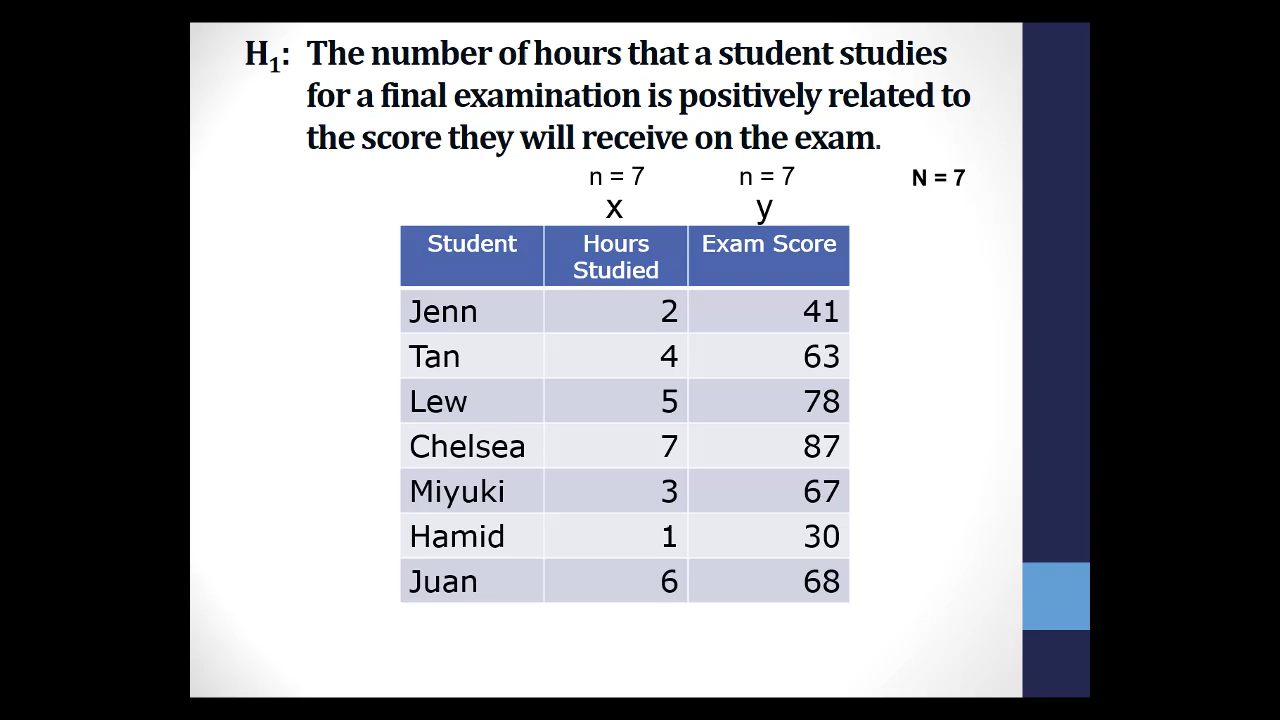 H₁: The number of hours that a student studies
for a final examination is positively related to
the score they will receive on the exam.
n = 7 n = 7 N = 7
x y
Student Hours Studied Exam Score
Jenn 2 41
Tan 4 63
Lew 5 78
Chelsea 7 87
Miyuki 3 67
Hamid 1 30
Juan 6 68